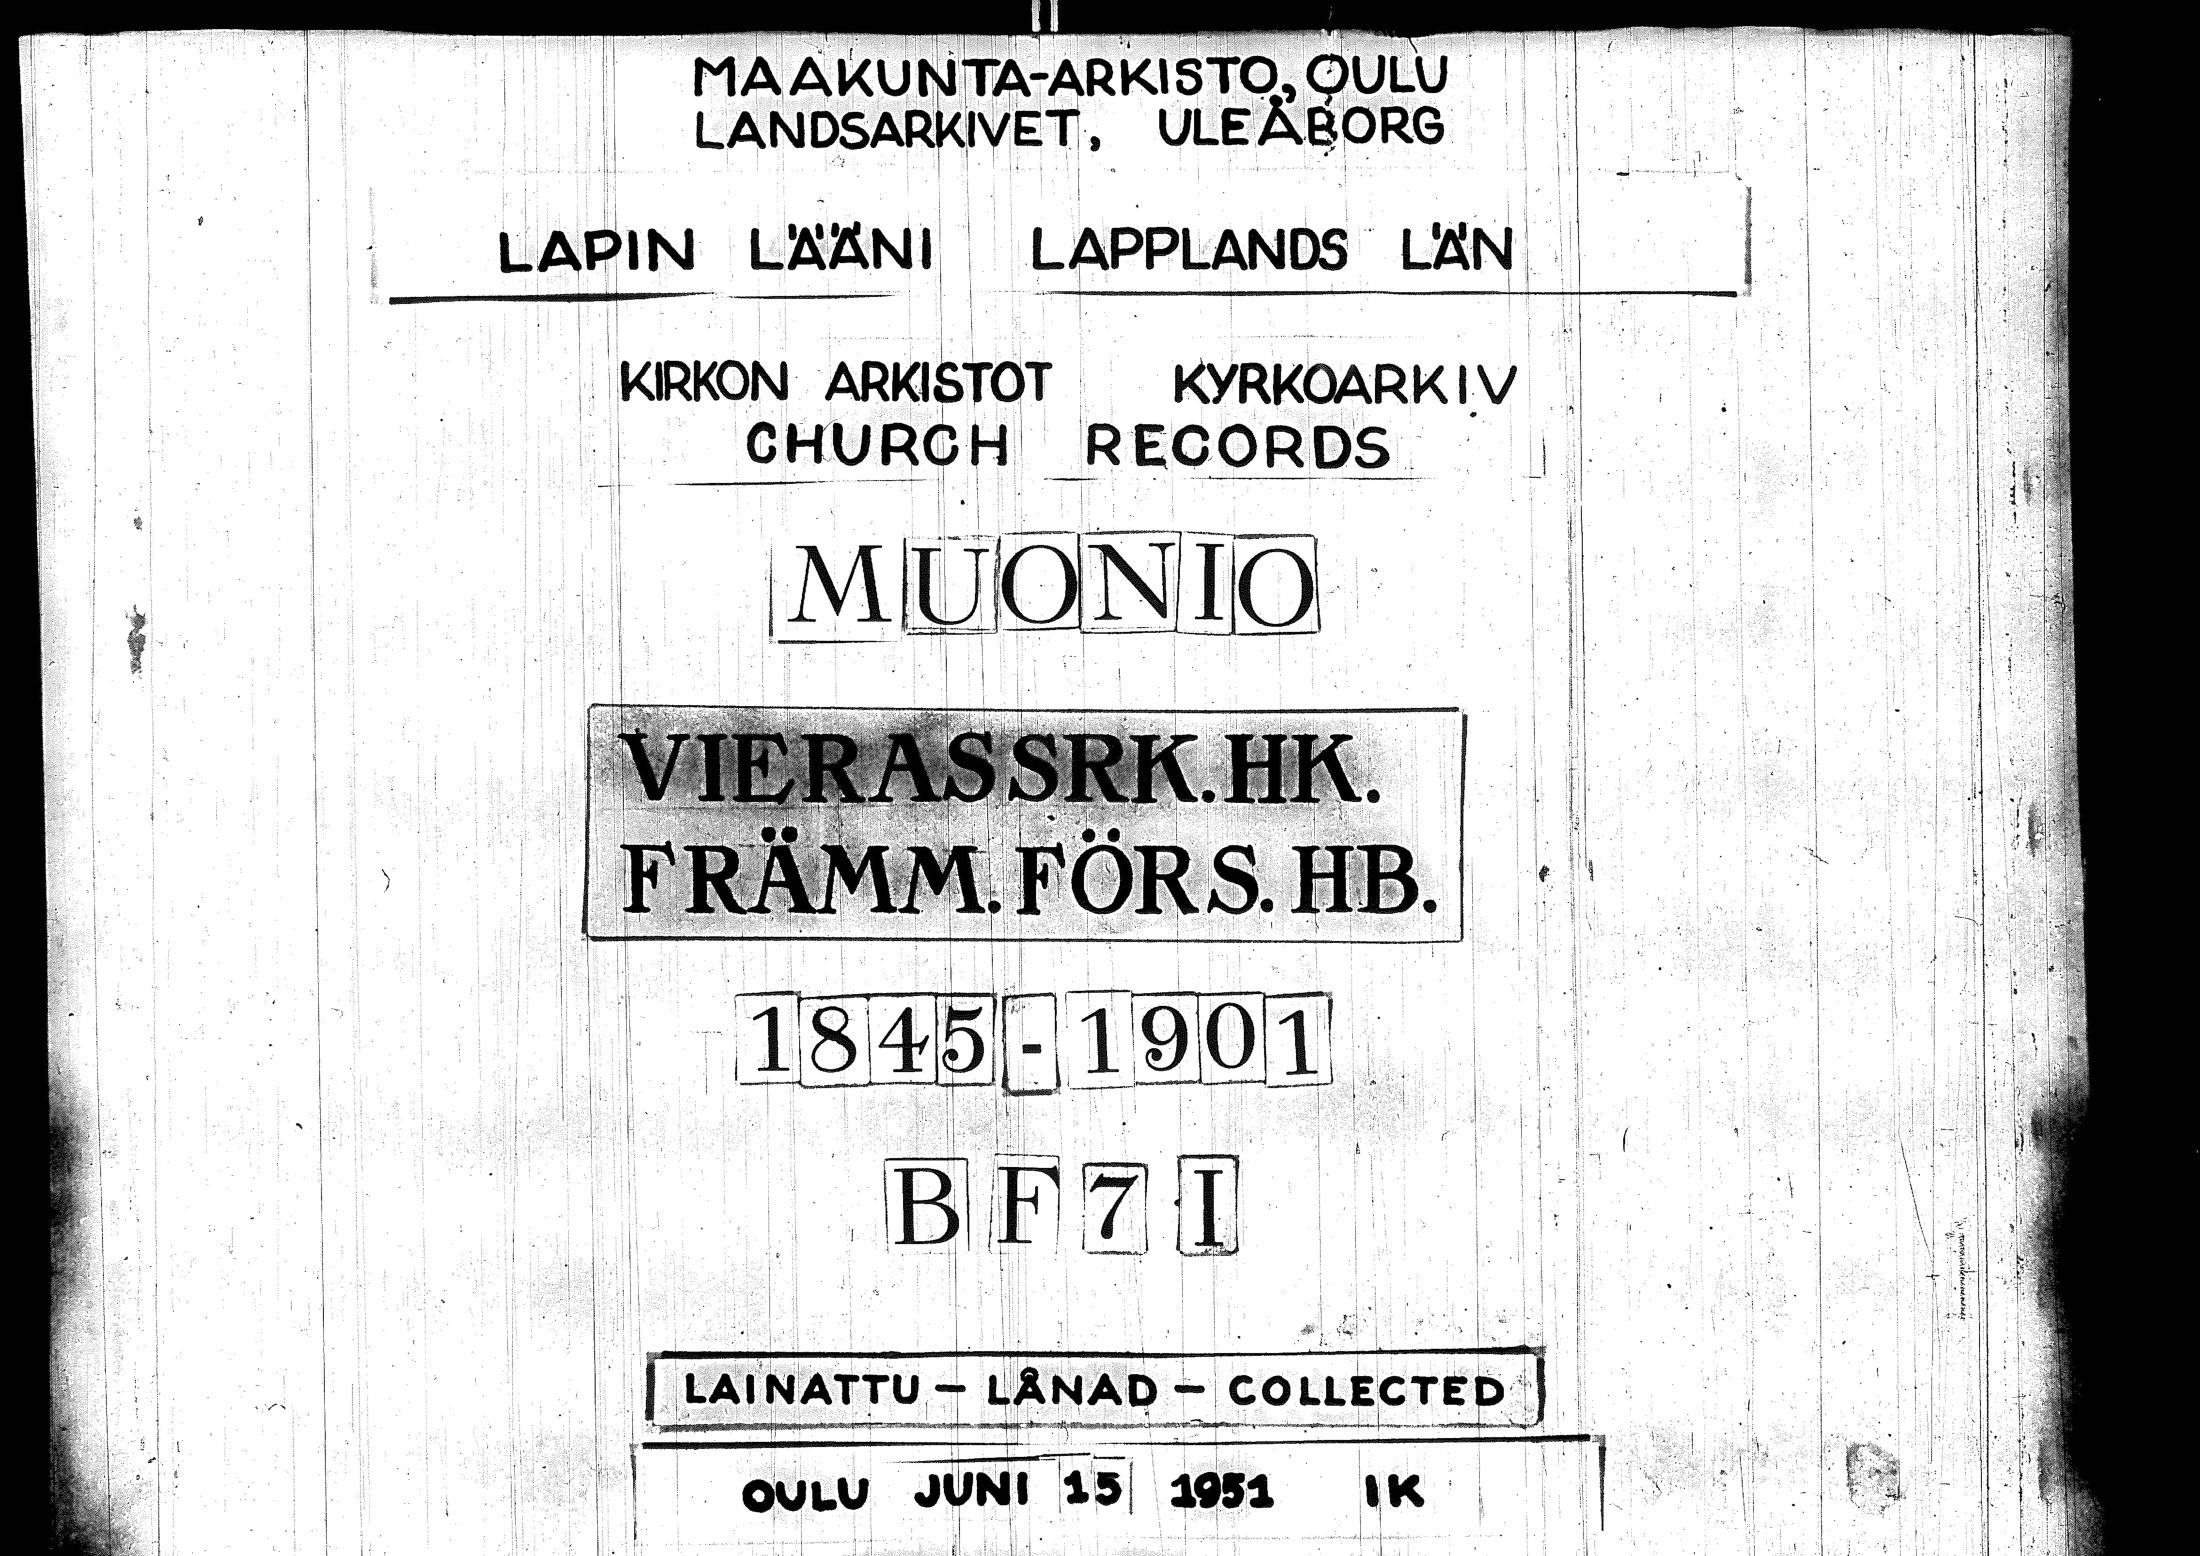 MAAKUNTA-ARKISTO, OULU
LANDSARKIVET, ULEÅBORG
LAPIN LÄÄNI LAPPLANDS LÄN
KIRKON ARKISTOT KYRKOARKIV
CHURCH RECORDS
MUONIO
VIERASSRK.HK.
FRÄMM.FÖRS.HB.
1845-1901
BF7I
LAINATTU – LÅNAD – COLLECTED
OULU JUNI 15 1951 IK